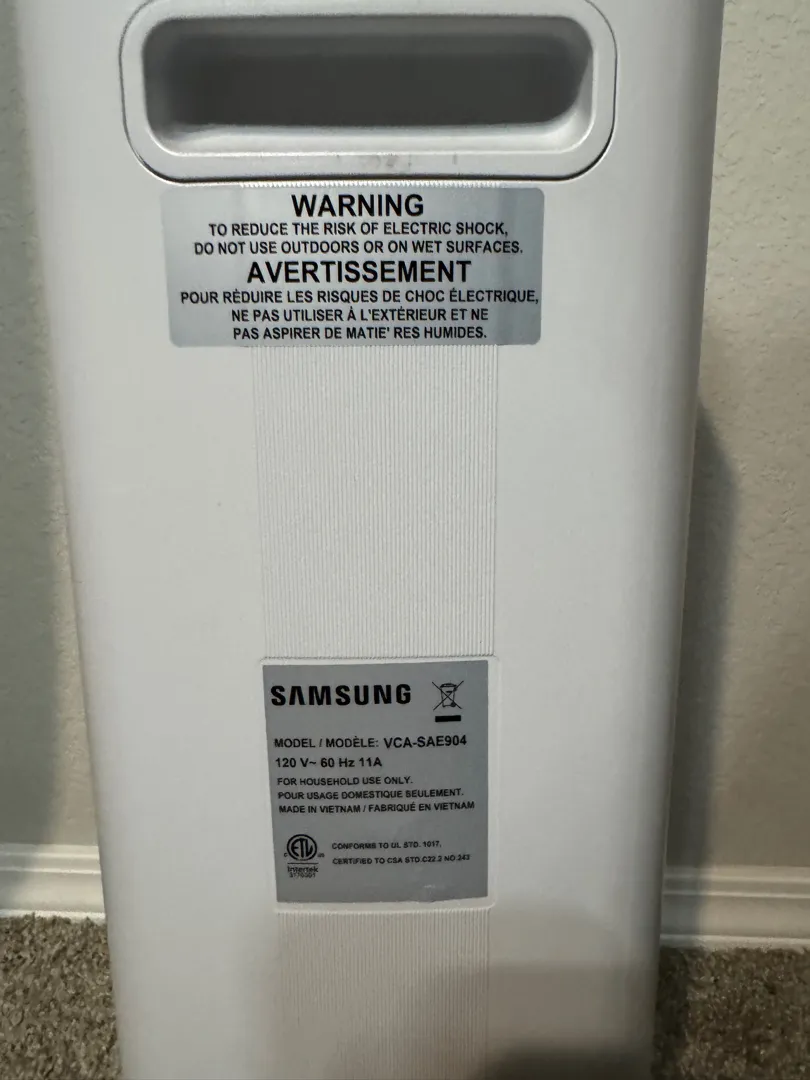 WARNING
TO REDUCE THE RISK OF ELECTRIC SHOCK,
DO NOT USE OUTDOORS OR ON WET SURFACES.
AVERTISSEMENT
POUR RÉDUIRE LES RISQUES DE CHOC ÉLECTRIQUE,
NE PAS UTILISER À L'EXTÉRIEUR ET NE
PAS ASPIRER DE MATIE' RES HUMIDES.
SAMSUNG
MODEL / MODÈLE: VCA-SAE904
120 V~ 60 Hz 11A
FOR HOUSEHOLD USE ONLY.
POUR USAGE DOMESTIQUE SEULEMENT.
MADE IN VIETNAM / FABRIQUÉ EN VIETNAM
ETL
CONFORMS TO UL STD. 1017.
CERTIFIED TO CSA STD.C22.2 NO.243
Intertek